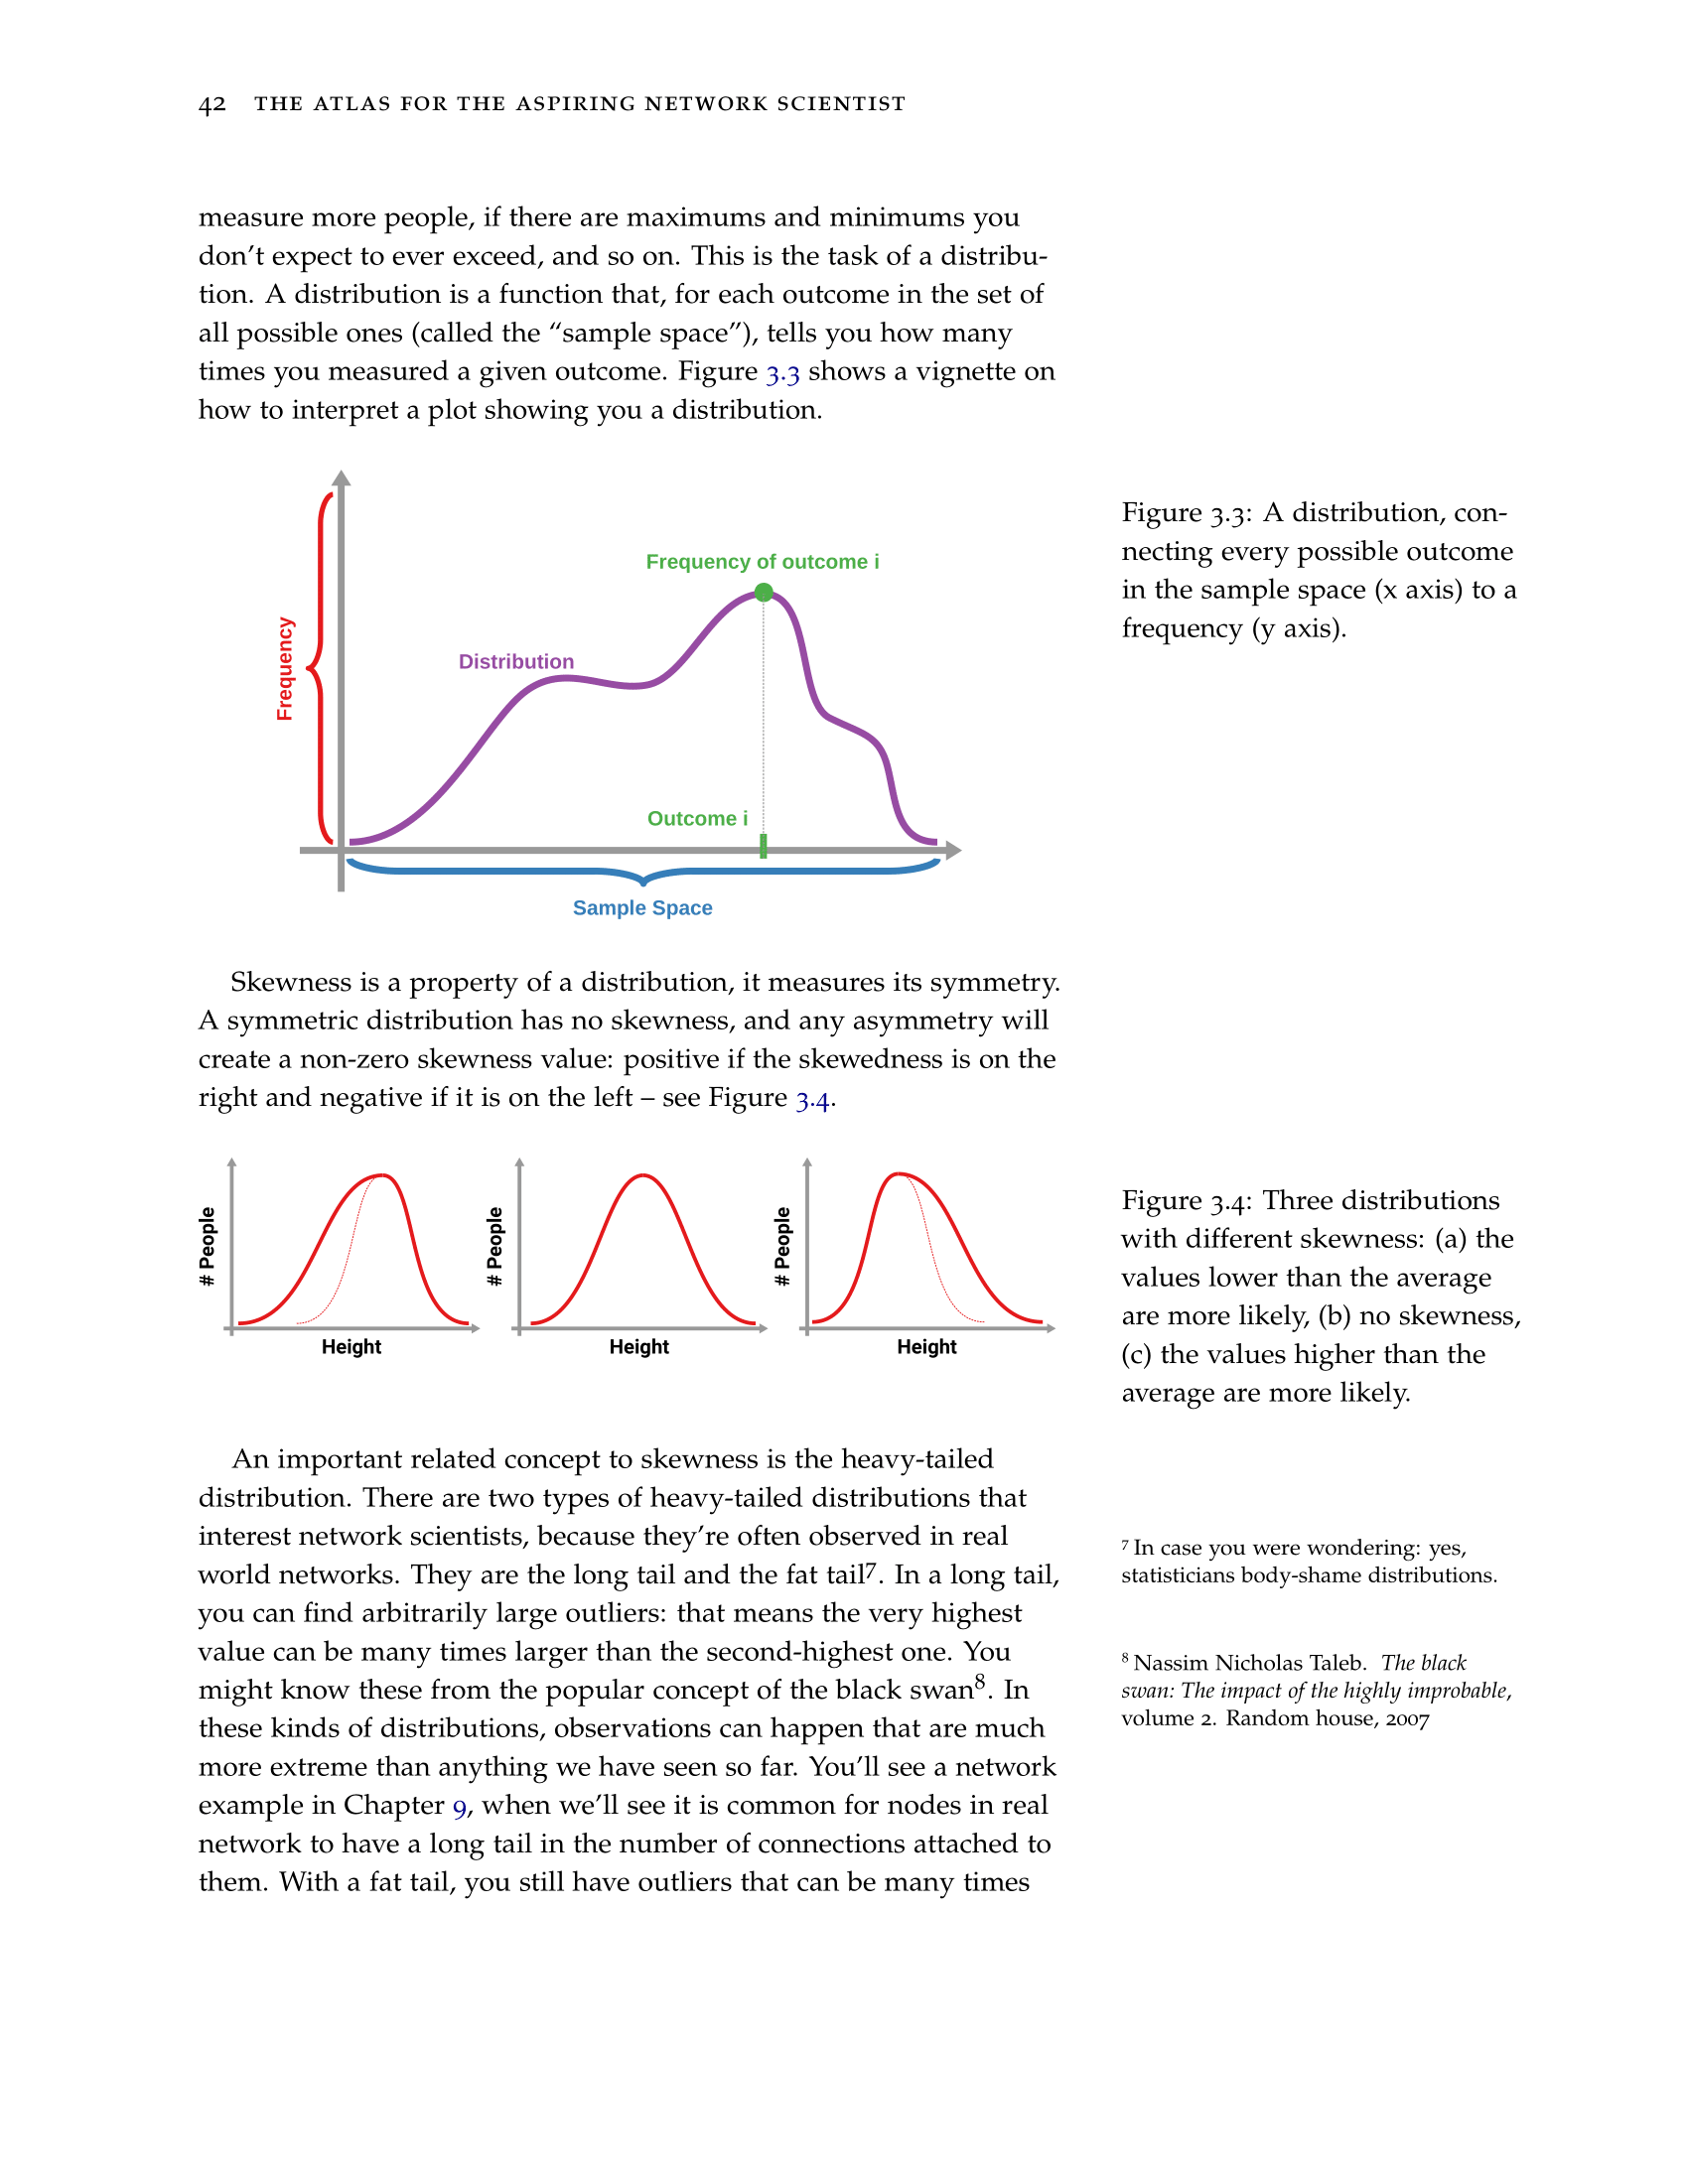 42 THE ATLAS FOR THE ASPIRING NETWORK SCIENTIST
measure more people, if there are maximums and minimums you
don’t expect to ever exceed, and so on. This is the task of a distribu-
tion. A distribution is a function that, for each outcome in the set of
all possible ones (called the “sample space”), tells you how many
times you measured a given outcome. Figure 3.3 shows a vignette on
how to interpret a plot showing you a distribution.
Frequency
Frequency of outcome i
Distribution
Outcome i
Sample Space
Figure 3.3: A distribution, con-
necting every possible outcome
in the sample space (x axis) to a
frequency (y axis).
Skewness is a property of a distribution, it measures its symmetry.
A symmetric distribution has no skewness, and any asymmetry will
create a non-zero skewness value: positive if the skewedness is on the
right and negative if it is on the left – see Figure 3.4.
# People
Height
# People
Height
# People
Height
Figure 3.4: Three distributions
with different skewness: (a) the
values lower than the average
are more likely, (b) no skewness,
(c) the values higher than the
average are more likely.
An important related concept to skewness is the heavy-tailed
distribution. There are two types of heavy-tailed distributions that
interest network scientists, because they’re often observed in real
world networks. They are the long tail and the fat tail7. In a long tail,
you can find arbitrarily large outliers: that means the very highest
value can be many times larger than the second-highest one. You
might know these from the popular concept of the black swan8. In
these kinds of distributions, observations can happen that are much
more extreme than anything we have seen so far. You’ll see a network
example in Chapter 9, when we’ll see it is common for nodes in real
network to have a long tail in the number of connections attached to
them. With a fat tail, you still have outliers that can be many times
7 In case you were wondering: yes,
statisticians body-shame distributions.
8 Nassim Nicholas Taleb. The black
swan: The impact of the highly improbable,
volume 2. Random house, 2007